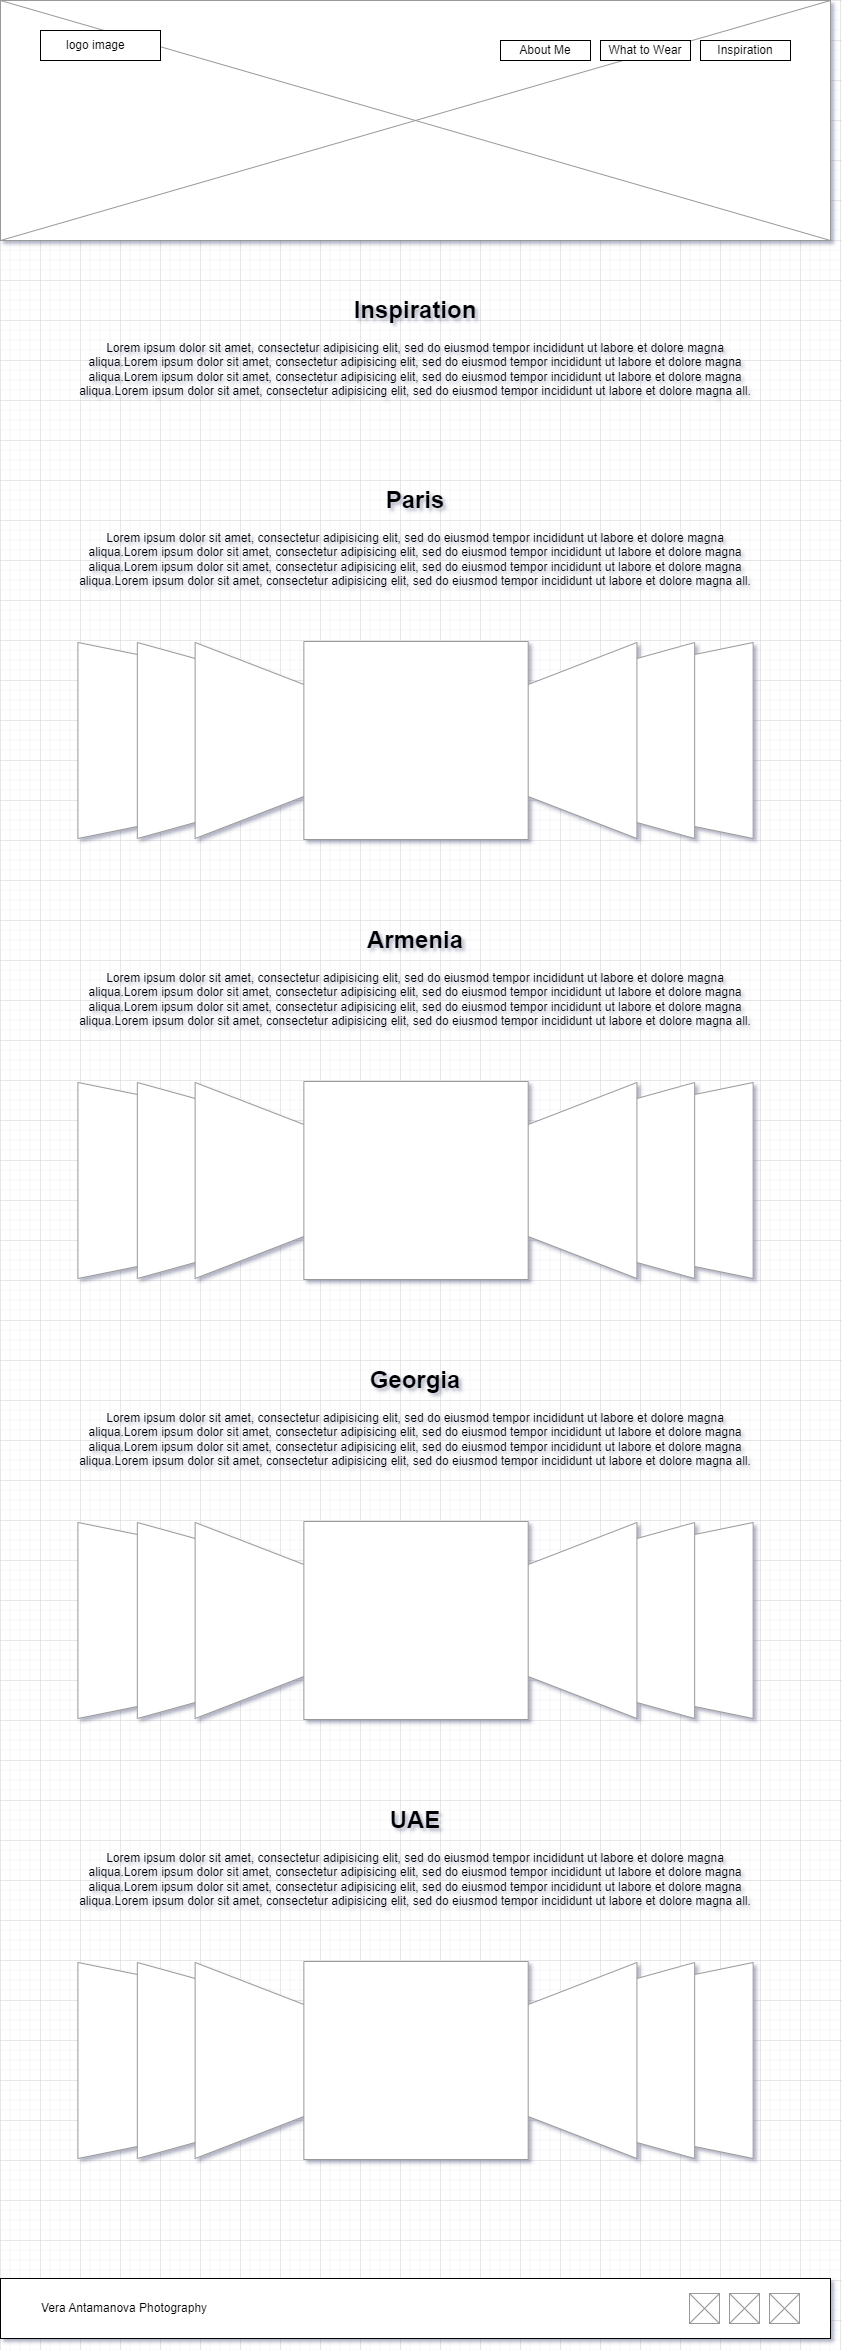 logo image
About Me
What to Wear
Inspiration
Inspiration
Lorem ipsum dolor sit amet, consectetur adipisicing elit, sed do eiusmod tempor incididunt ut labore et dolore magna
aliqua.Lorem ipsum dolor sit amet, consectetur adipisicing elit, sed do eiusmod tempor incididunt ut labore et dolore magna
aliqua.Lorem ipsum dolor sit amet, consectetur adipisicing elit, sed do eiusmod tempor incididunt ut labore et dolore magna
aliqua.Lorem ipsum dolor sit amet, consectetur adipisicing elit, sed do eiusmod tempor incididunt ut labore et dolore magna all.
Paris
Lorem ipsum dolor sit amet, consectetur adipisicing elit, sed do eiusmod tempor incididunt ut labore et dolore magna
aliqua.Lorem ipsum dolor sit amet, consectetur adipisicing elit, sed do eiusmod tempor incididunt ut labore et dolore magna
aliqua.Lorem ipsum dolor sit amet, consectetur adipisicing elit, sed do eiusmod tempor incididunt ut labore et dolore magna
aliqua.Lorem ipsum dolor sit amet, consectetur adipisicing elit, sed do eiusmod tempor incididunt ut labore et dolore magna all.
Armenia
Lorem ipsum dolor sit amet, consectetur adipisicing elit, sed do eiusmod tempor incididunt ut labore et dolore magna
aliqua.Lorem ipsum dolor sit amet, consectetur adipisicing elit, sed do eiusmod tempor incididunt ut labore et dolore magna
aliqua.Lorem ipsum dolor sit amet, consectetur adipisicing elit, sed do eiusmod tempor incididunt ut labore et dolore magna
aliqua.Lorem ipsum dolor sit amet, consectetur adipisicing elit, sed do eiusmod tempor incididunt ut labore et dolore magna all.
Georgia
Lorem ipsum dolor sit amet, consectetur adipisicing elit, sed do eiusmod tempor incididunt ut labore et dolore magna
aliqua.Lorem ipsum dolor sit amet, consectetur adipisicing elit, sed do eiusmod tempor incididunt ut labore et dolore magna
aliqua.Lorem ipsum dolor sit amet, consectetur adipisicing elit, sed do eiusmod tempor incididunt ut labore et dolore magna
aliqua.Lorem ipsum dolor sit amet, consectetur adipisicing elit, sed do eiusmod tempor incididunt ut labore et dolore magna all.
UAE
Lorem ipsum dolor sit amet, consectetur adipisicing elit, sed do eiusmod tempor incididunt ut labore et dolore magna
aliqua.Lorem ipsum dolor sit amet, consectetur adipisicing elit, sed do eiusmod tempor incididunt ut labore et dolore magna
aliqua.Lorem ipsum dolor sit amet, consectetur adipisicing elit, sed do eiusmod tempor incididunt ut labore et dolore magna
aliqua.Lorem ipsum dolor sit amet, consectetur adipisicing elit, sed do eiusmod tempor incididunt ut labore et dolore magna all.
Vera Antamanova Photography